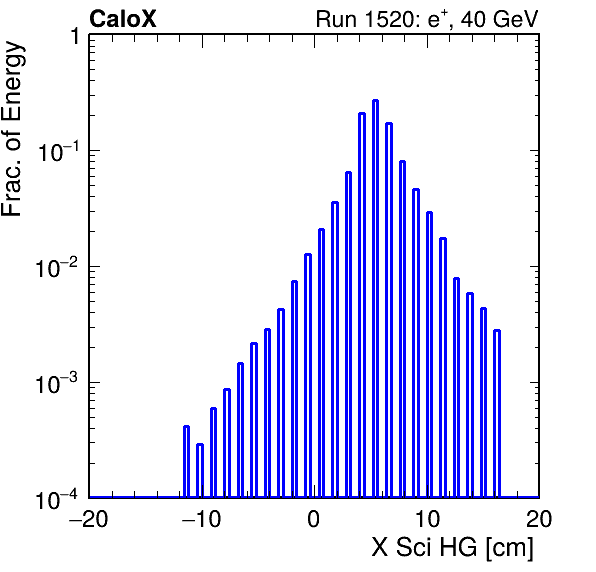 CaloX Run 1520: e⁺, 40 GeV
Frac. of Energy
1
10⁻¹
10⁻²
10⁻³
10⁻⁴
−20 −10 0 10 20
X Sci HG [cm]